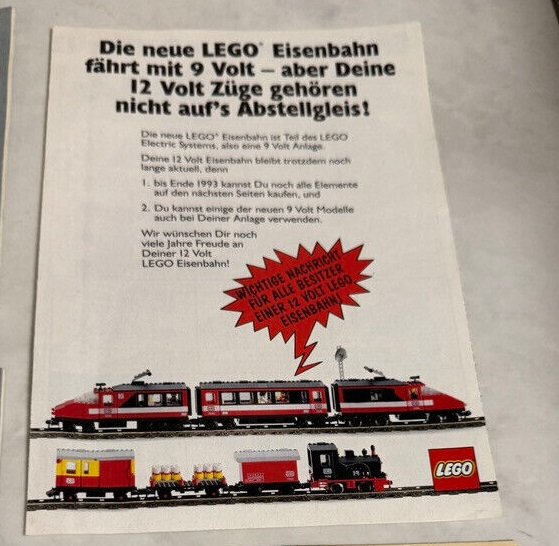 Die neue LEGO® Eisenbahn
fährt mit 9 Volt – aber Deine
12 Volt Züge gehören
nicht auf's Abstellgleis!
Die neue LEGO® Eisenbahn ist Teil des LEGO
Electric Systems, also eine 9 Volt Anlage.
Deine 12 Volt Eisenbahn bleibt trotzdem noch
lange aktuell, denn
1. bis Ende 1993 kannst Du noch alle Elemente
auf den nächsten Seiten kaufen, und
2. Du kannst einige der neuen 9 Volt Modelle
auch bei Deiner Anlage verwenden.
Wir wünschen Dir noch
viele Jahre Freude an
Deiner 12 Volt
LEGO Eisenbahn!
WICHTIGE NACHRICHT
FÜR ALLE BESITZER
EINER 12 VOLT LEGO
EISENBAHN!
LEGO